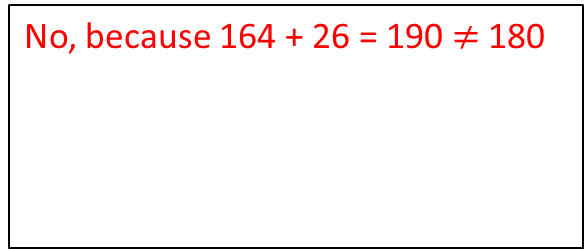 No, because 164 + 26 = 190 ≠ 180